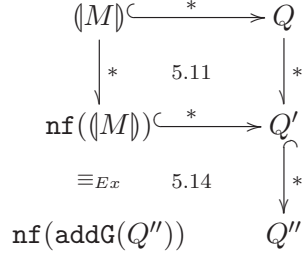 ⦇M⦈ * Q
* 5.11 *
nf(⦇M⦈) * Q′
≡Ex 5.14 *
nf(addG(Q″)) Q″